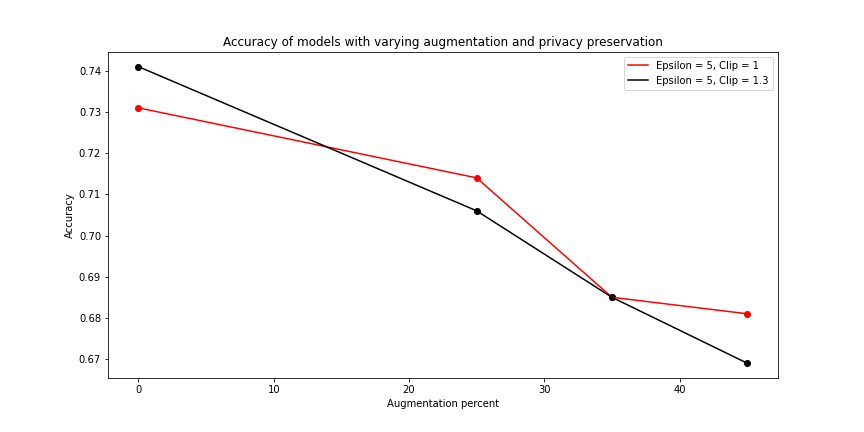 Accuracy of models with varying augmentation and privacy preservation
Epsilon = 5, Clip = 1
Epsilon = 5, Clip = 1.3
0.74
0.73
0.72
0.71
0.70
0.69
0.68
0.67
Accuracy
0 10 20 30 40
Augmentation percent